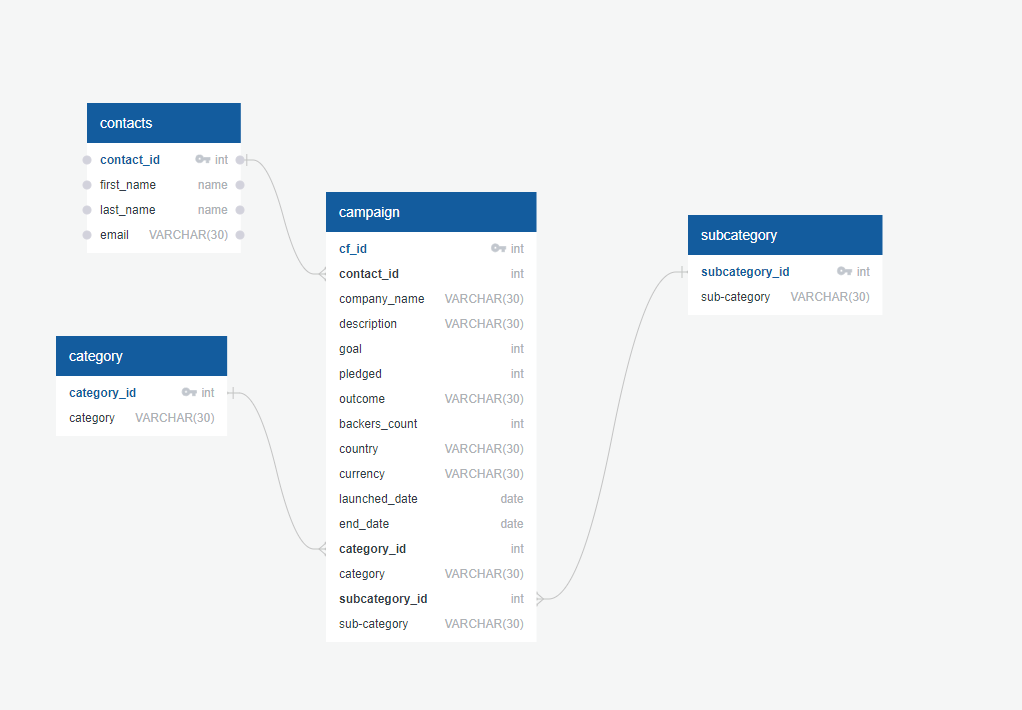 contacts
contact_id int
first_name name
last_name name
email VARCHAR(30)
campaign
cf_id int
contact_id int
company_name VARCHAR(30)
description VARCHAR(30)
goal int
pledged int
outcome VARCHAR(30)
backers_count int
country VARCHAR(30)
currency VARCHAR(30)
launched_date date
end_date date
category_id int
category VARCHAR(30)
subcategory_id int
sub-category VARCHAR(30)
subcategory
subcategory_id int
sub-category VARCHAR(30)
category
category_id int
category VARCHAR(30)